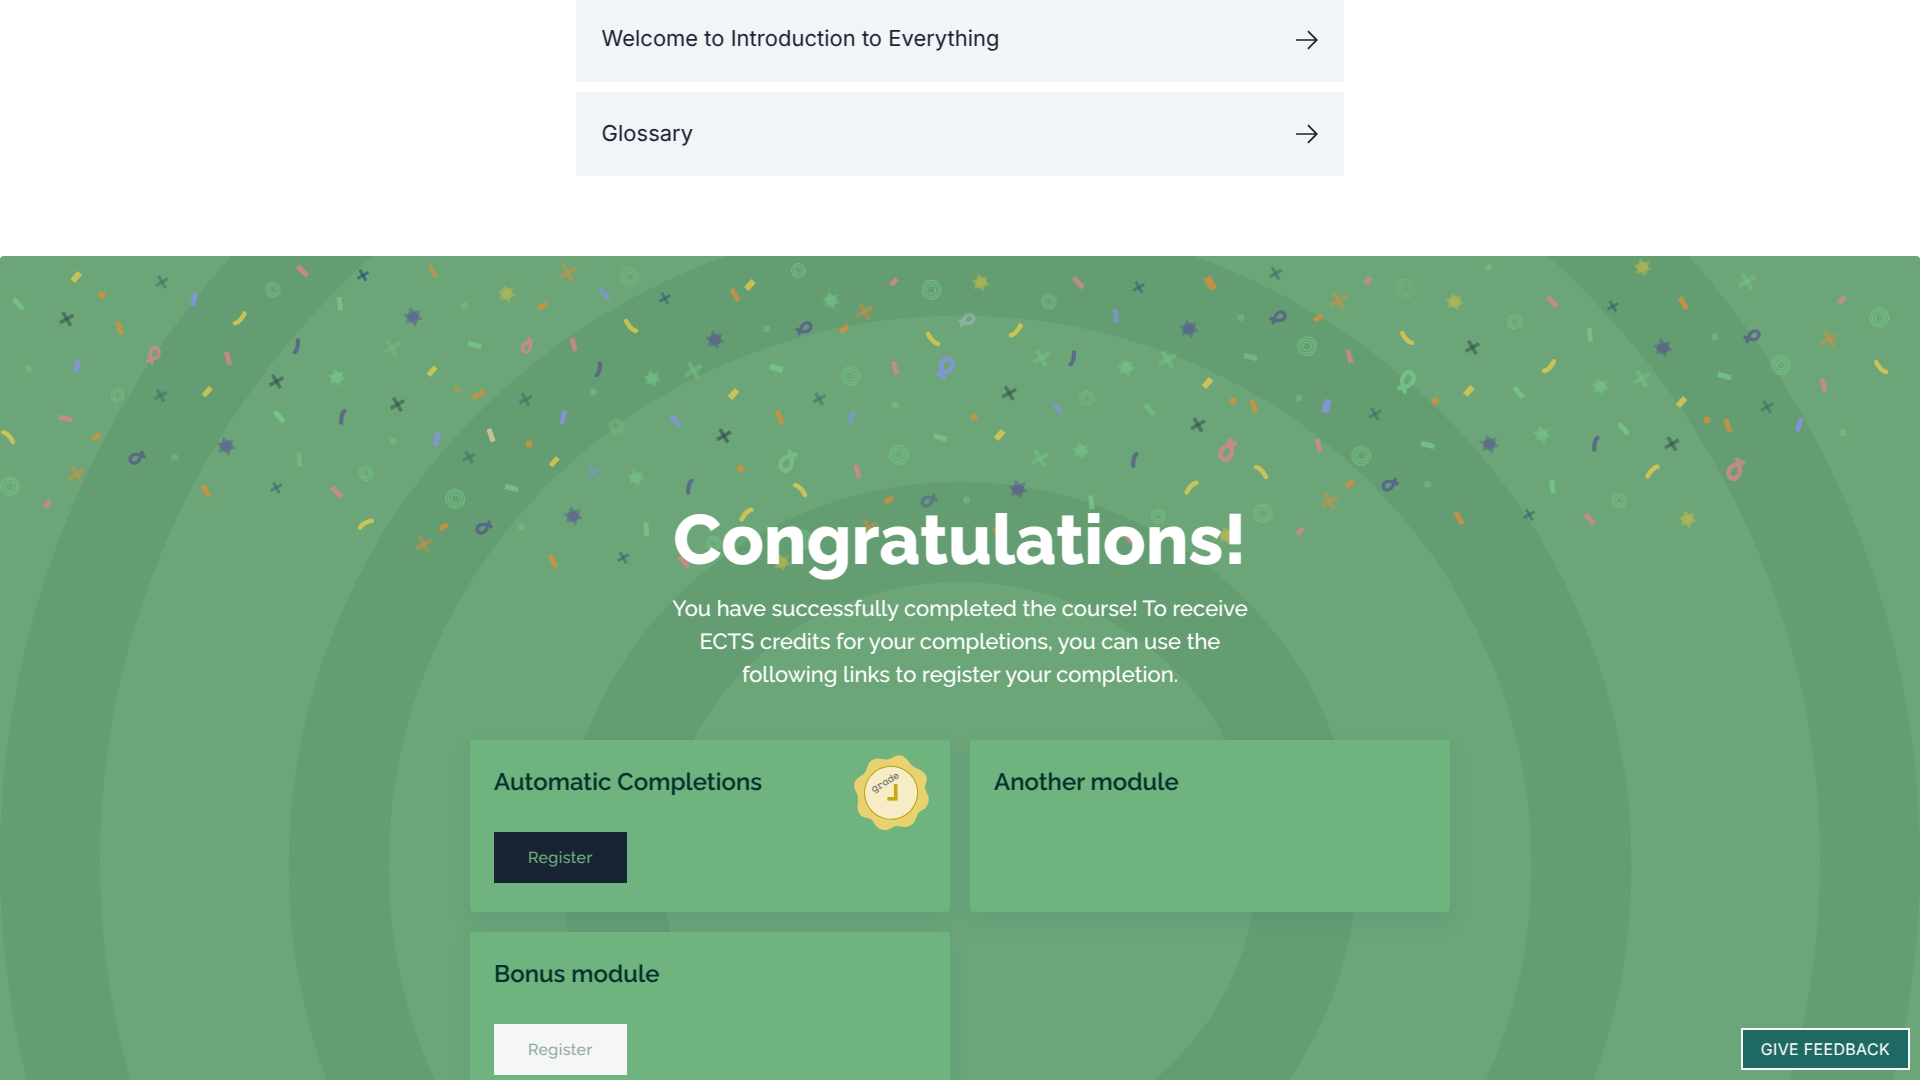 Welcome to Introduction to Everything
Glossary
Congratulations!
You have successfully completed the course! To receive
ECTS credits for your completions, you can use the
following links to register your completion.
Automatic Completions
grade
Register
Another module
Bonus module
Register
GIVE FEEDBACK